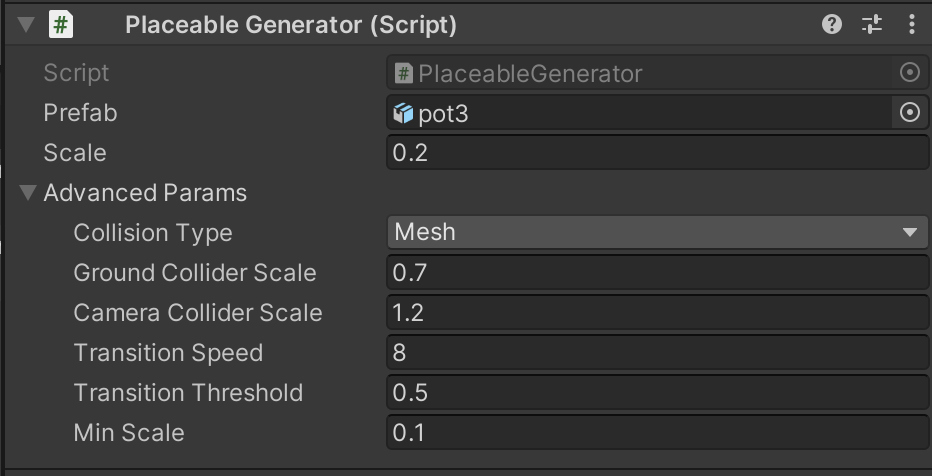 Placeable Generator (Script)
Script PlaceableGenerator
Prefab pot3
Scale 0.2
Advanced Params
Collision Type Mesh
Ground Collider Scale 0.7
Camera Collider Scale 1.2
Transition Speed 8
Transition Threshold 0.5
Min Scale 0.1